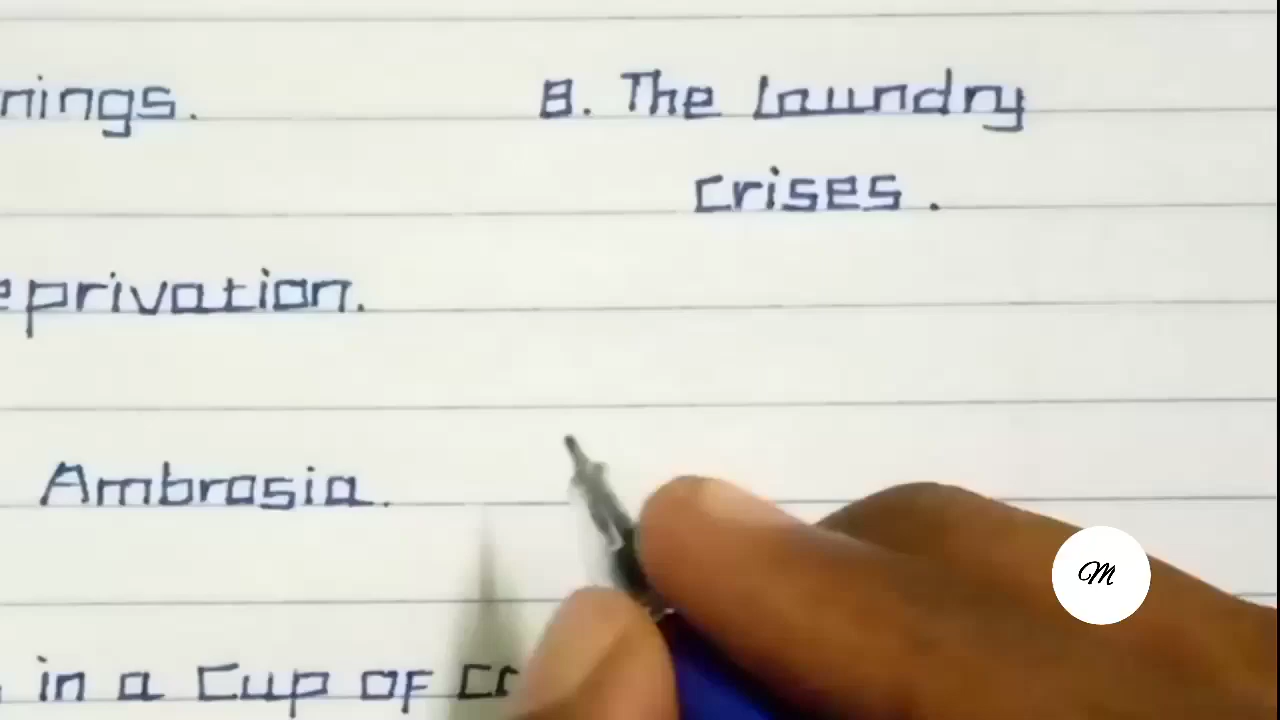 nings.
B. The Laundry
crises.
eprivation.
Ambrosia.
in a cup of
M